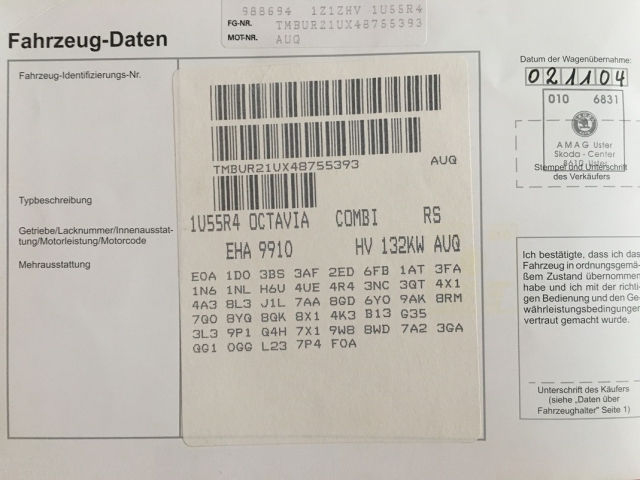 988694 1Z1ZHV 1U55R4
FG-NR. TMBUR21UX48755393
MOT-NR. AUQ
Fahrzeug-Daten
Fahrzeug-Identifizierungs-Nr.
TMBUR21UX48755393 AUQ
Typbeschreibung
1U55R4 OCTAVIA COMBI RS
Getriebe/Lacknummer/Innenausstat-
tung/Motorleistung/Motorcode
EHA 9910 HV 132KW AUQ
Mehrausstattung
E0A 1D0 3BS 3AF 2ED 6FB 1AT 3FA
1N6 1NL H6U 4UE 4R4 3NC 3QT 4X1
4A3 8L3 J1L 7AA 8GD 6Y0 9AK 8RM
7Q0 8YQ 8QK 8X1 4K3 B13 G35
3L3 9P1 Q4H 7X1 9W8 8WD 7A2 3GA
QG1 0GG L23 7P4 F0A
Datum der Wagenübernahme:
021104
010 6831
AMAG Uster
Skoda - Center
8610 Uster
Stempel und Unterschrift
des Verkäufers
Ich bestätige, dass ich das
Fahrzeug in ordnungsgemä-
ßem Zustand übernommen
habe und ich mit der richti-
gen Bedienung und den Ge-
währleistungsbedingungen
vertraut gemacht wurde.
Unterschrift des Käufers
(siehe „Daten über
Fahrzeughalter" Seite 1)